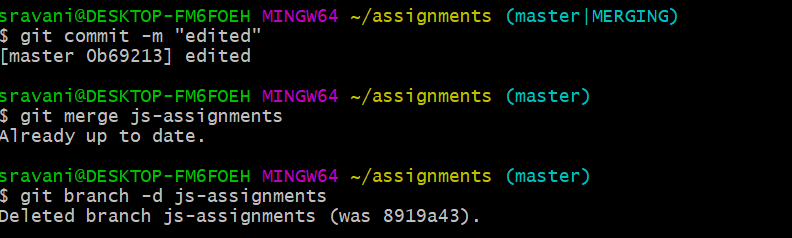 sravani@DESKTOP-FM6FOEH MINGW64 ~/assignments (master|MERGING)
$ git commit -m "edited"
[master 0b69213] edited
sravani@DESKTOP-FM6FOEH MINGW64 ~/assignments (master)
$ git merge js-assignments
Already up to date.
sravani@DESKTOP-FM6FOEH MINGW64 ~/assignments (master)
$ git branch -d js-assignments
Deleted branch js-assignments (was 8919a43).